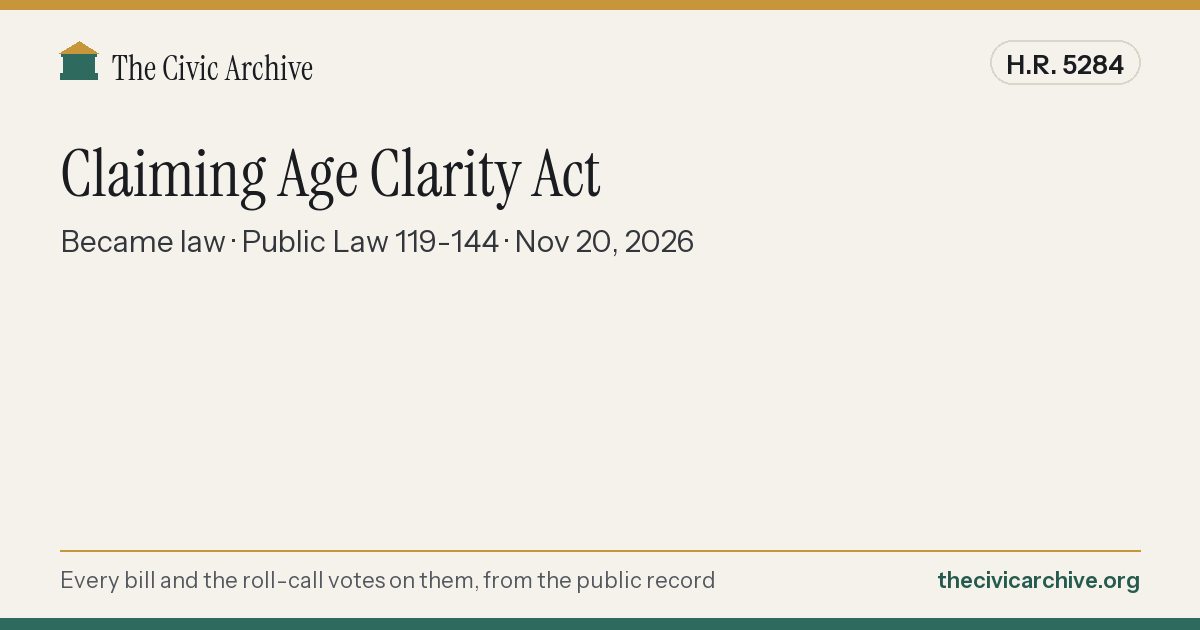 The Civic Archive
H.R. 5284
Claiming Age Clarity Act
Became law · Public Law 119-144 · Nov 20, 2026
Every bill and the roll-call votes on them, from the public record
thecivicarchive.org